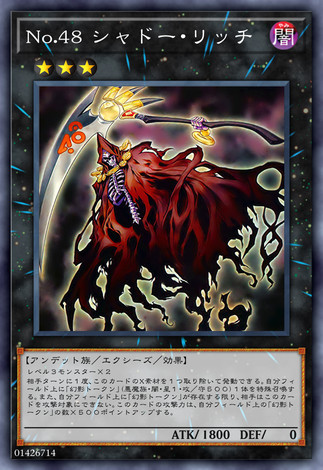 No.48 シャドー・リッチ
闇
48
【アンデット族／エクシーズ／効果】
レベル３モンスター×２
相手ターンに１度、このカードのX素材を１つ取り除いて発動できる。自分フィ
ールド上に「幻影トークン」(悪魔族・闇・星１・攻／守５００)１体を特殊召喚す
る。また、自分フィールド上に「幻影トークン」が存在する限り、相手はこのカー
ドを攻撃対象にできない。このカードの攻撃力は、自分フィールド上の「幻影ト
ークン」の数×５００ポイントアップする。
ATK/ 1800 DEF/ 0
01426714